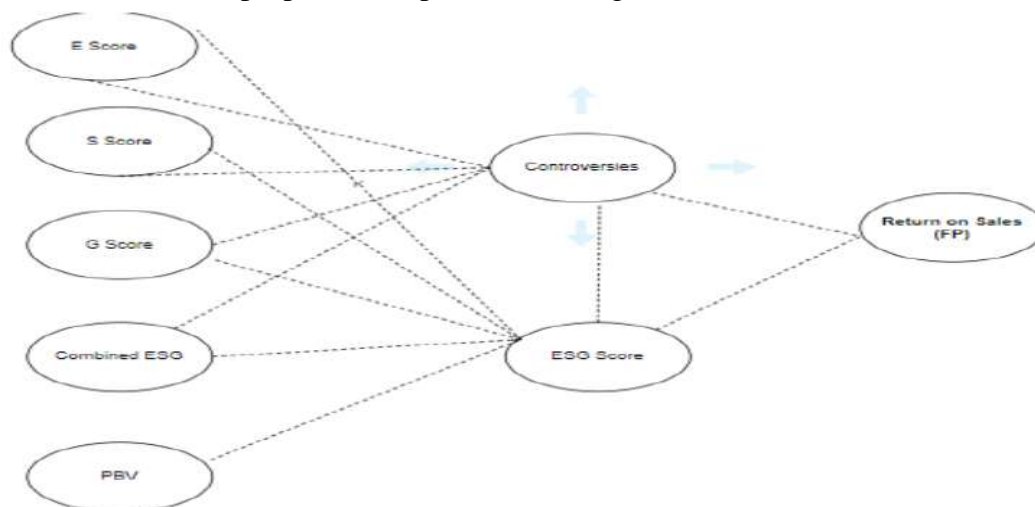 E Score
S Score
G Score
Combined ESG
PBV
Controversies
ESG Score
Return on Sales
(FP)